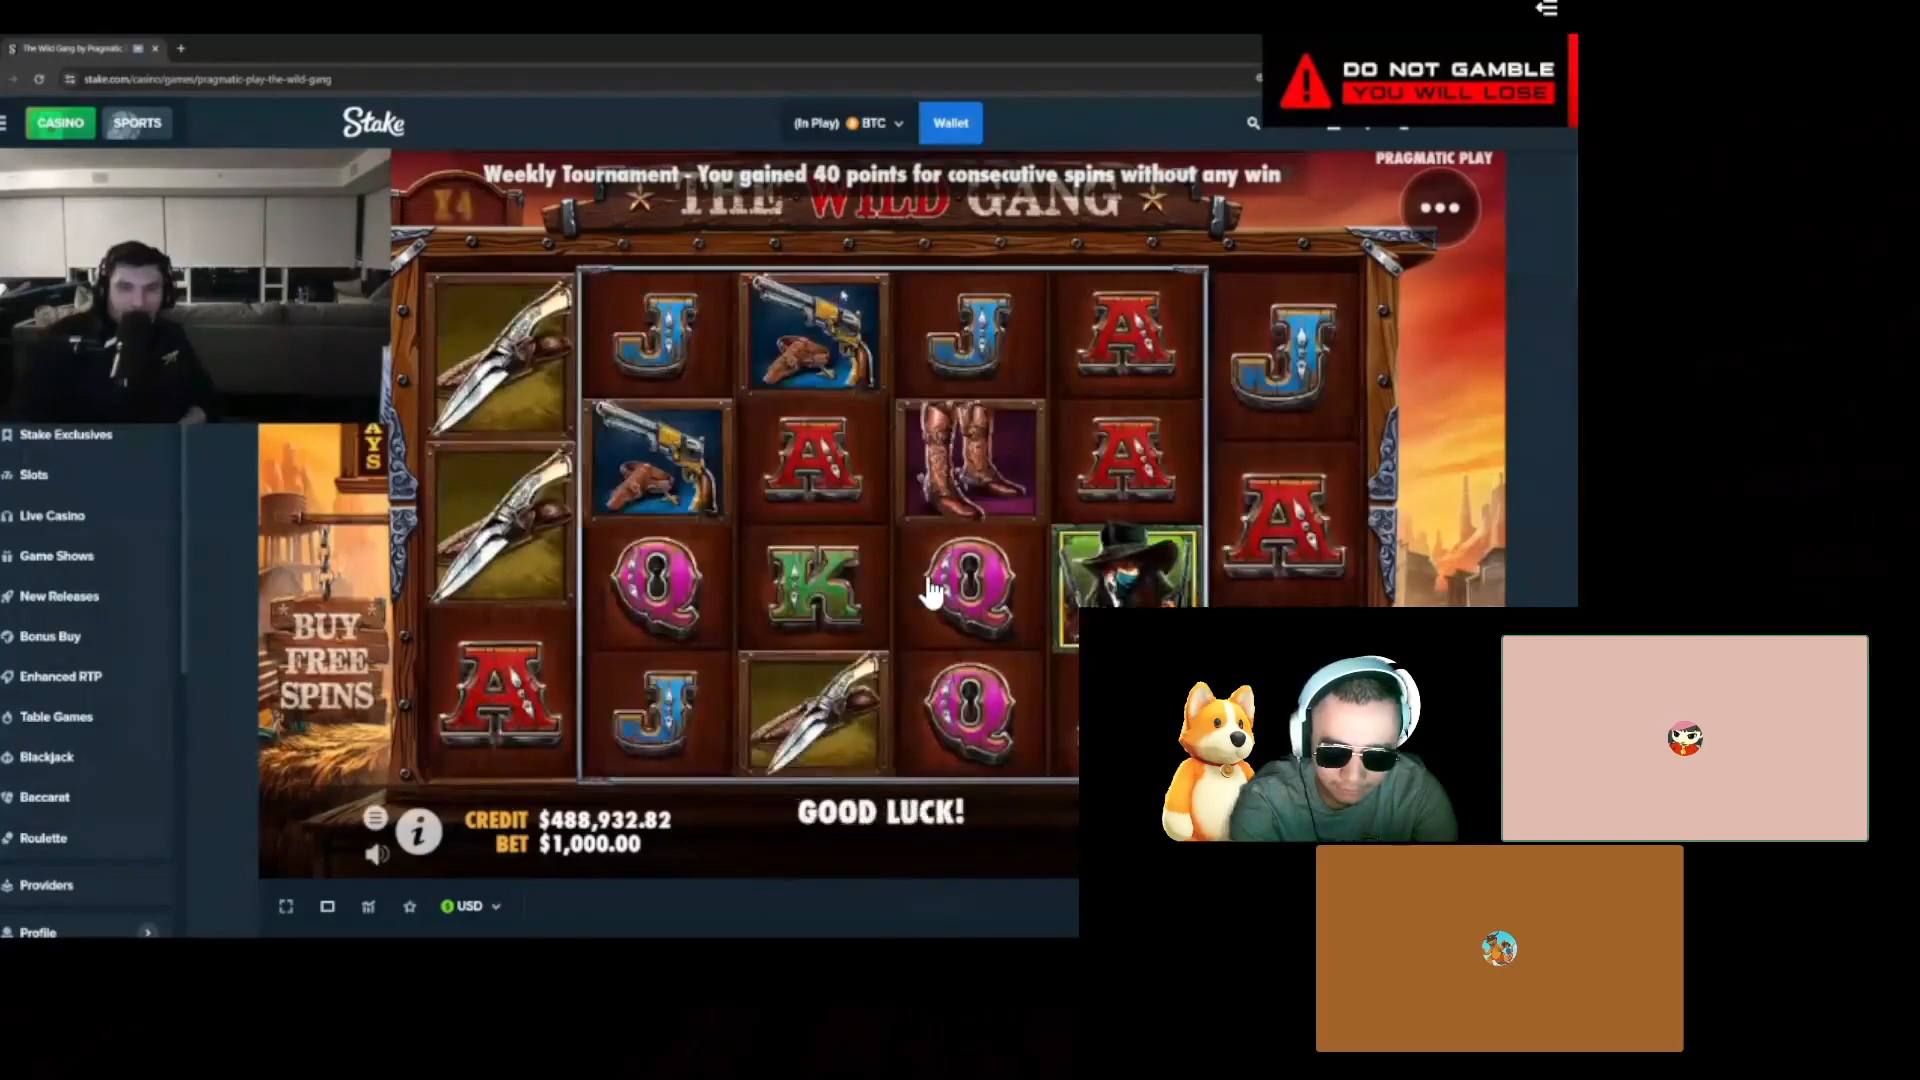 The Wild Gang by Pragmatic
stake.com/casino/games/pragmatic-play-the-wild-gang
DO NOT GAMBLE
YOU WILL LOSE
CASINO
SPORTS
Stake
(In Play)
BTC
Wallet
PRAGMATIC PLAY
Weekly Tournament - You gained 40 points for consecutive spins without any win
X4
THE WILD GANG
J
J
A
J
A
A
A
Q
K
Q
A
J
Q
AYS
BUY
FREE
SPINS
Stake Exclusives
Slots
Live Casino
Game Shows
New Releases
Bonus Buy
Enhanced RTP
Table Games
Blackjack
Baccarat
Roulette
Providers
Profile
CREDIT $488,932.82
BET $1,000.00
GOOD LUCK!
USD